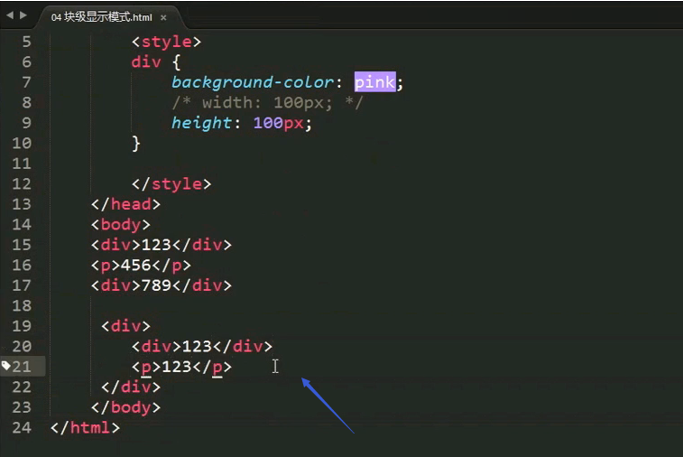 04 块级显示模式.html ×
5 <style>
6 div {
7 background-color: pink;
8 /* width: 100px; */
9 height: 100px;
10 }
11
12 </style>
13 </head>
14 <body>
15 <div>123</div>
16 <p>456</p>
17 <div>789</div>
18
19 <div>
20 <div>123</div>
21 <p>123</p>
22 </div>
23 </body>
24 </html>